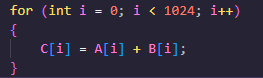 for (int i = 0; i < 1024; i++)
{
    C[i] = A[i] + B[i];
}